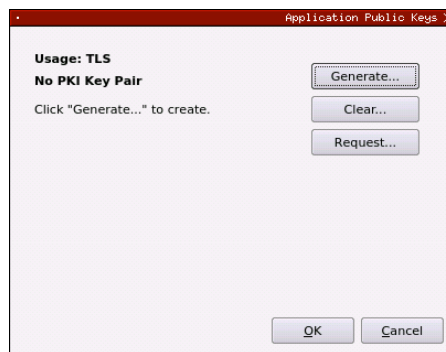 Application Public Keys
Usage: TLS
No PKI Key Pair
Click "Generate..." to create.
Generate...
Clear...
Request...
OK
Cancel